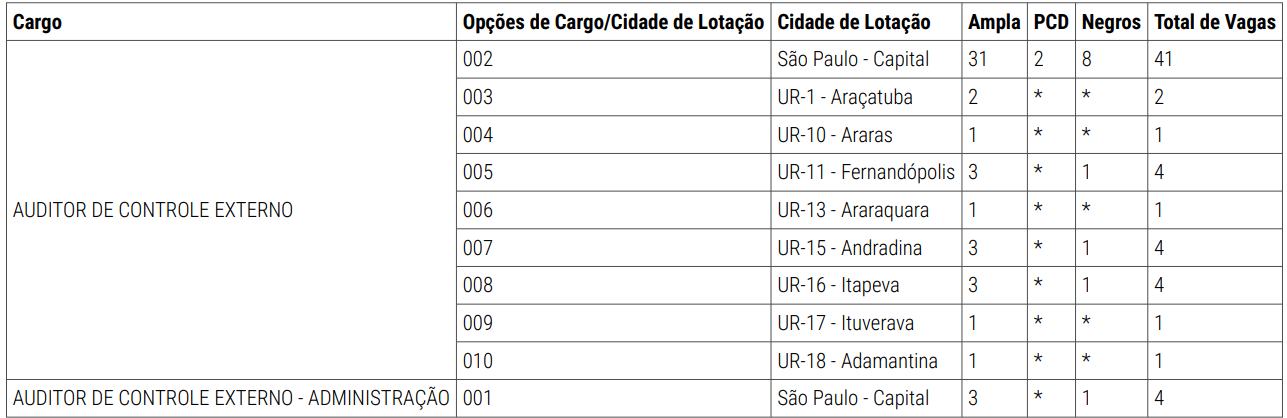 Cargo Opções de Cargo/Cidade de Lotação Cidade de Lotação Ampla PCD Negros Total de Vagas
002 São Paulo - Capital 31 2 8 41
003 UR-1 - Araçatuba 2 * * 2
004 UR-10 - Araras 1 * * 1
005 UR-11 - Fernandópolis 3 * 1 4
AUDITOR DE CONTROLE EXTERNO 006 UR-13 - Araraquara 1 * * 1
007 UR-15 - Andradina 3 * 1 4
008 UR-16 - Itapeva 3 * 1 4
009 UR-17 - Ituverava 1 * * 1
010 UR-18 - Adamantina 1 * * 1
AUDITOR DE CONTROLE EXTERNO - ADMINISTRAÇÃO 001 São Paulo - Capital 3 * 1 4